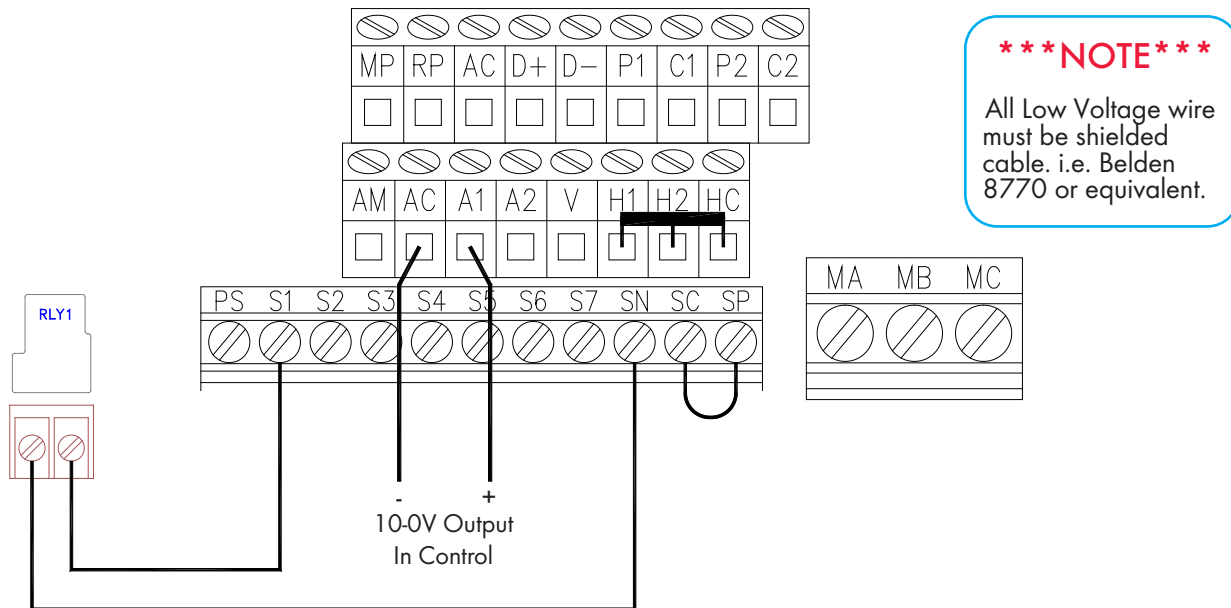 MP RP AC D+ D- P1 C1 P2 C2
***NOTE***
All Low Voltage wire
must be shielded
cable. i.e. Belden
8770 or equivalent.
AM AC A1 A2 V H1 H2 HC
MA MB MC
PS S1 S2 S3 S4 S5 S6 S7 SN SC SP
RLY1
- +
10-0V Output
In Control